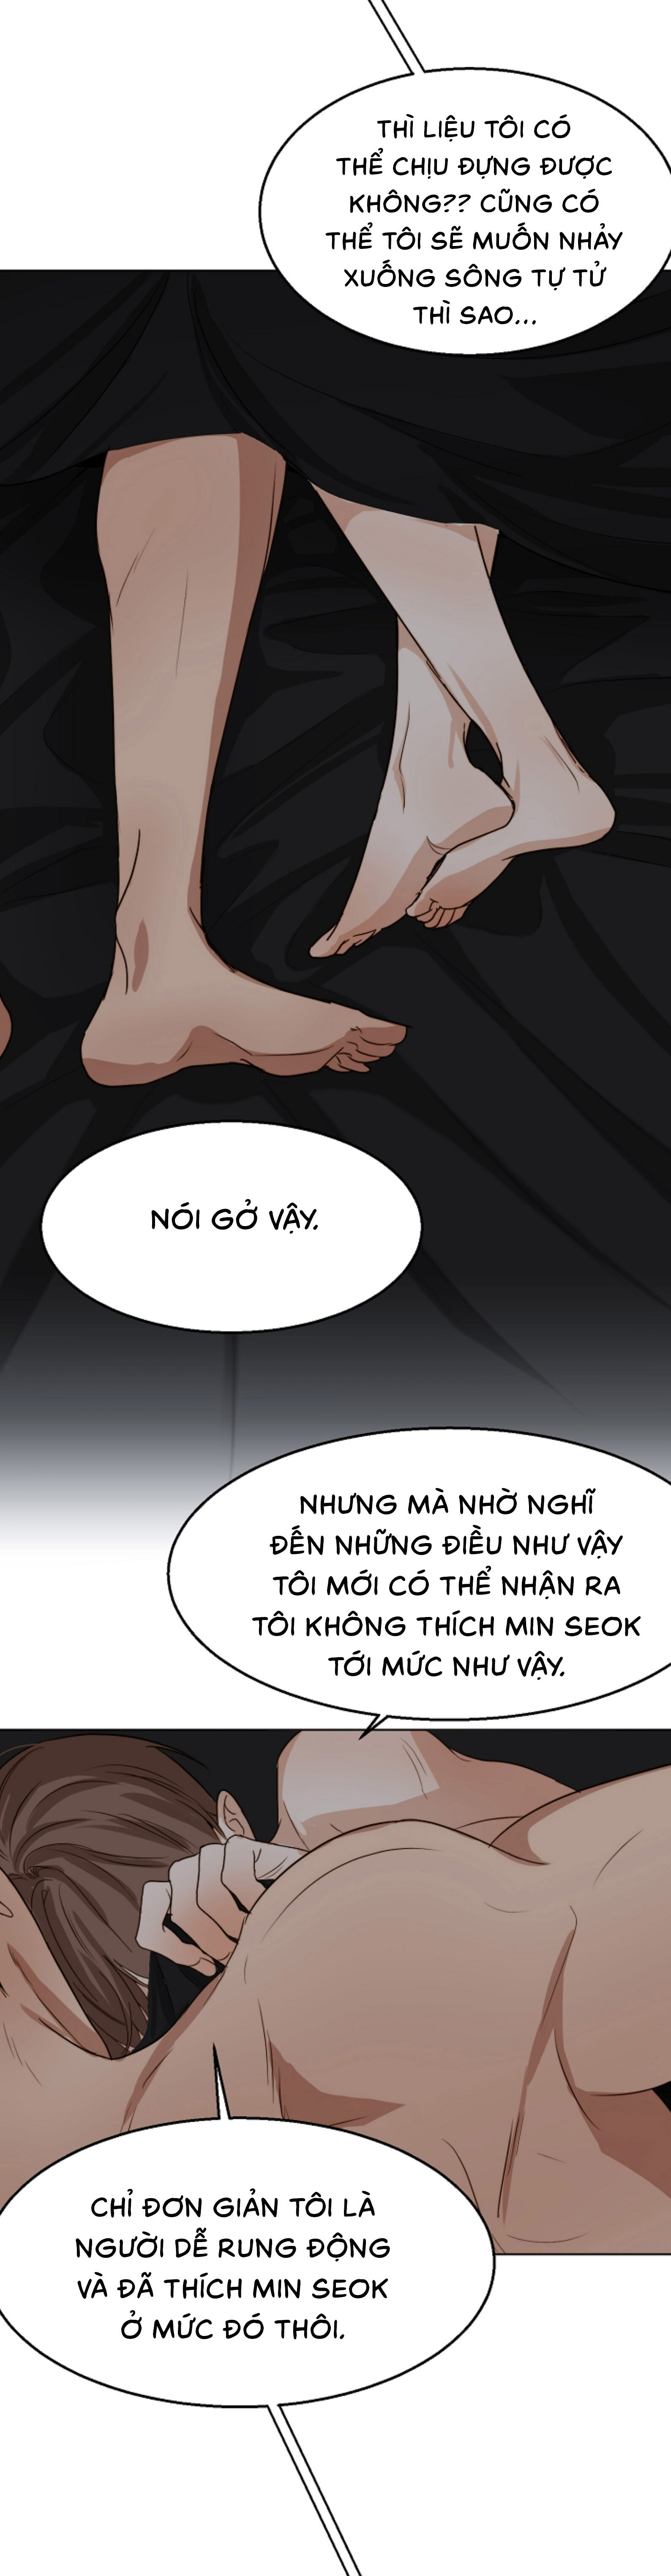 THÌ LIỆU TÔI CÓ
THỂ CHỊU ĐỰNG ĐƯỢC
KHÔNG?? CŨNG CÓ
THỂ TÔI SẼ MUỐN NHẢY
XUỐNG SÔNG TỰ TỬ
THÌ SAO...
NÓI GỞ VẬY.
NHƯNG MÀ NHỜ NGHĨ
ĐẾN NHỮNG ĐIỀU NHƯ VẬY
TÔI MỚI CÓ THỂ NHẬN RA
TÔI KHÔNG THÍCH MIN SEOK
TỚI MỨC NHƯ VẬY.
CHỈ ĐƠN GIẢN TÔI LÀ
NGƯỜI DỄ RUNG ĐỘNG
VÀ ĐÃ THÍCH MIN SEOK
Ở MỨC ĐÓ THÔI.